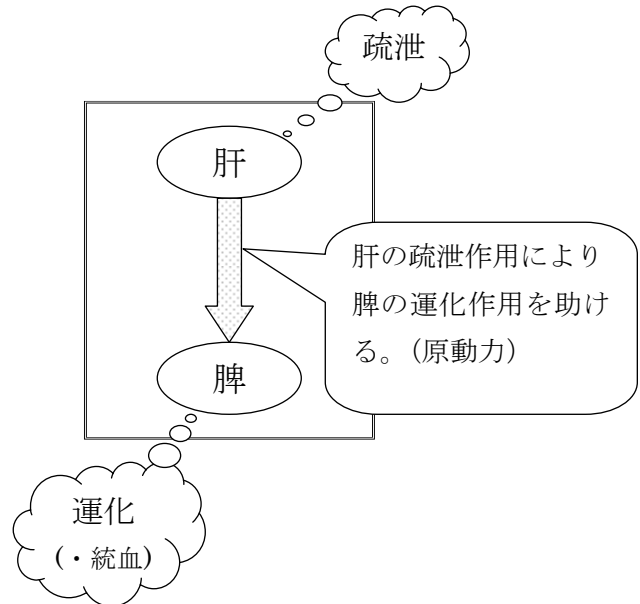 疏泄
肝
肝の疏泄作用により
脾の運化作用を助け
る。（原動力）
脾
運化
（・統血）